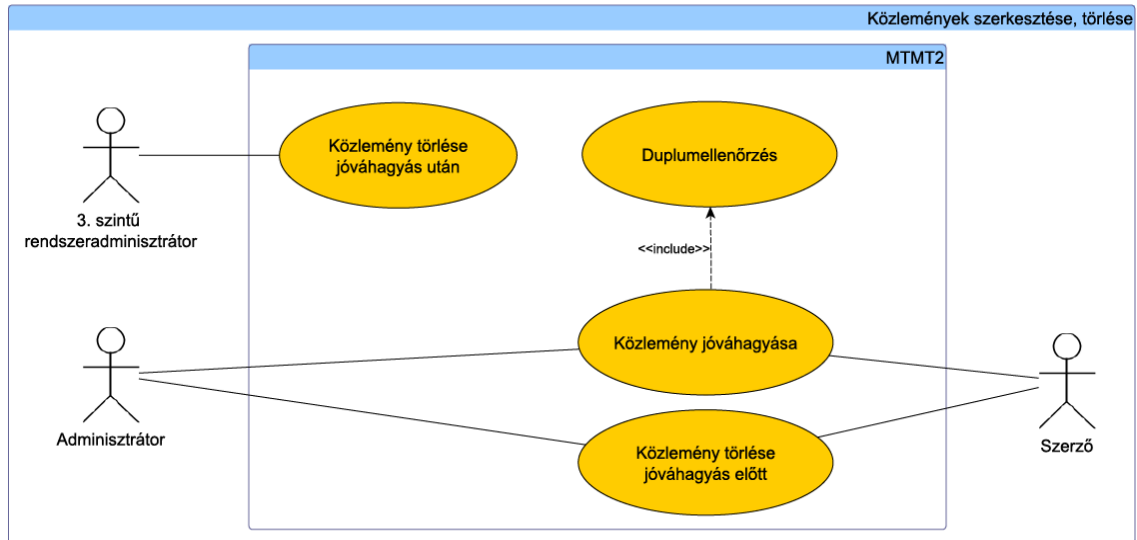 Közlemények szerkesztése, törlése
MTMT2
Közlemény törlése
jóváhagyás után
Duplumellenőrzés
3. szintű
rendszeradminisztrátor
<<include>>
Közlemény jóváhagyása
Adminisztrátor
Szerző
Közlemény törlése
jóváhagyás előtt